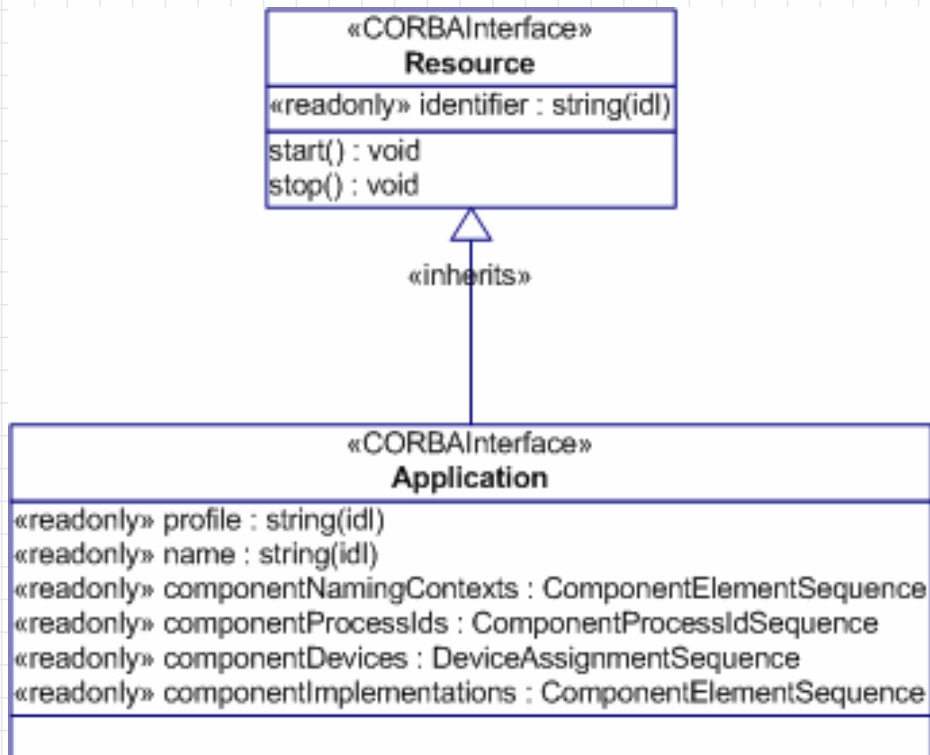 «CORBAInterface»
Resource
«readonly» identifier : string(idl)
start() : void
stop() : void
«inherits»
«CORBAInterface»
Application
«readonly» profile : string(idl)
«readonly» name : string(idl)
«readonly» componentNamingContexts : ComponentElementSequence
«readonly» componentProcessIds : ComponentProcessIdSequence
«readonly» componentDevices : DeviceAssignmentSequence
«readonly» componentImplementations : ComponentElementSequence